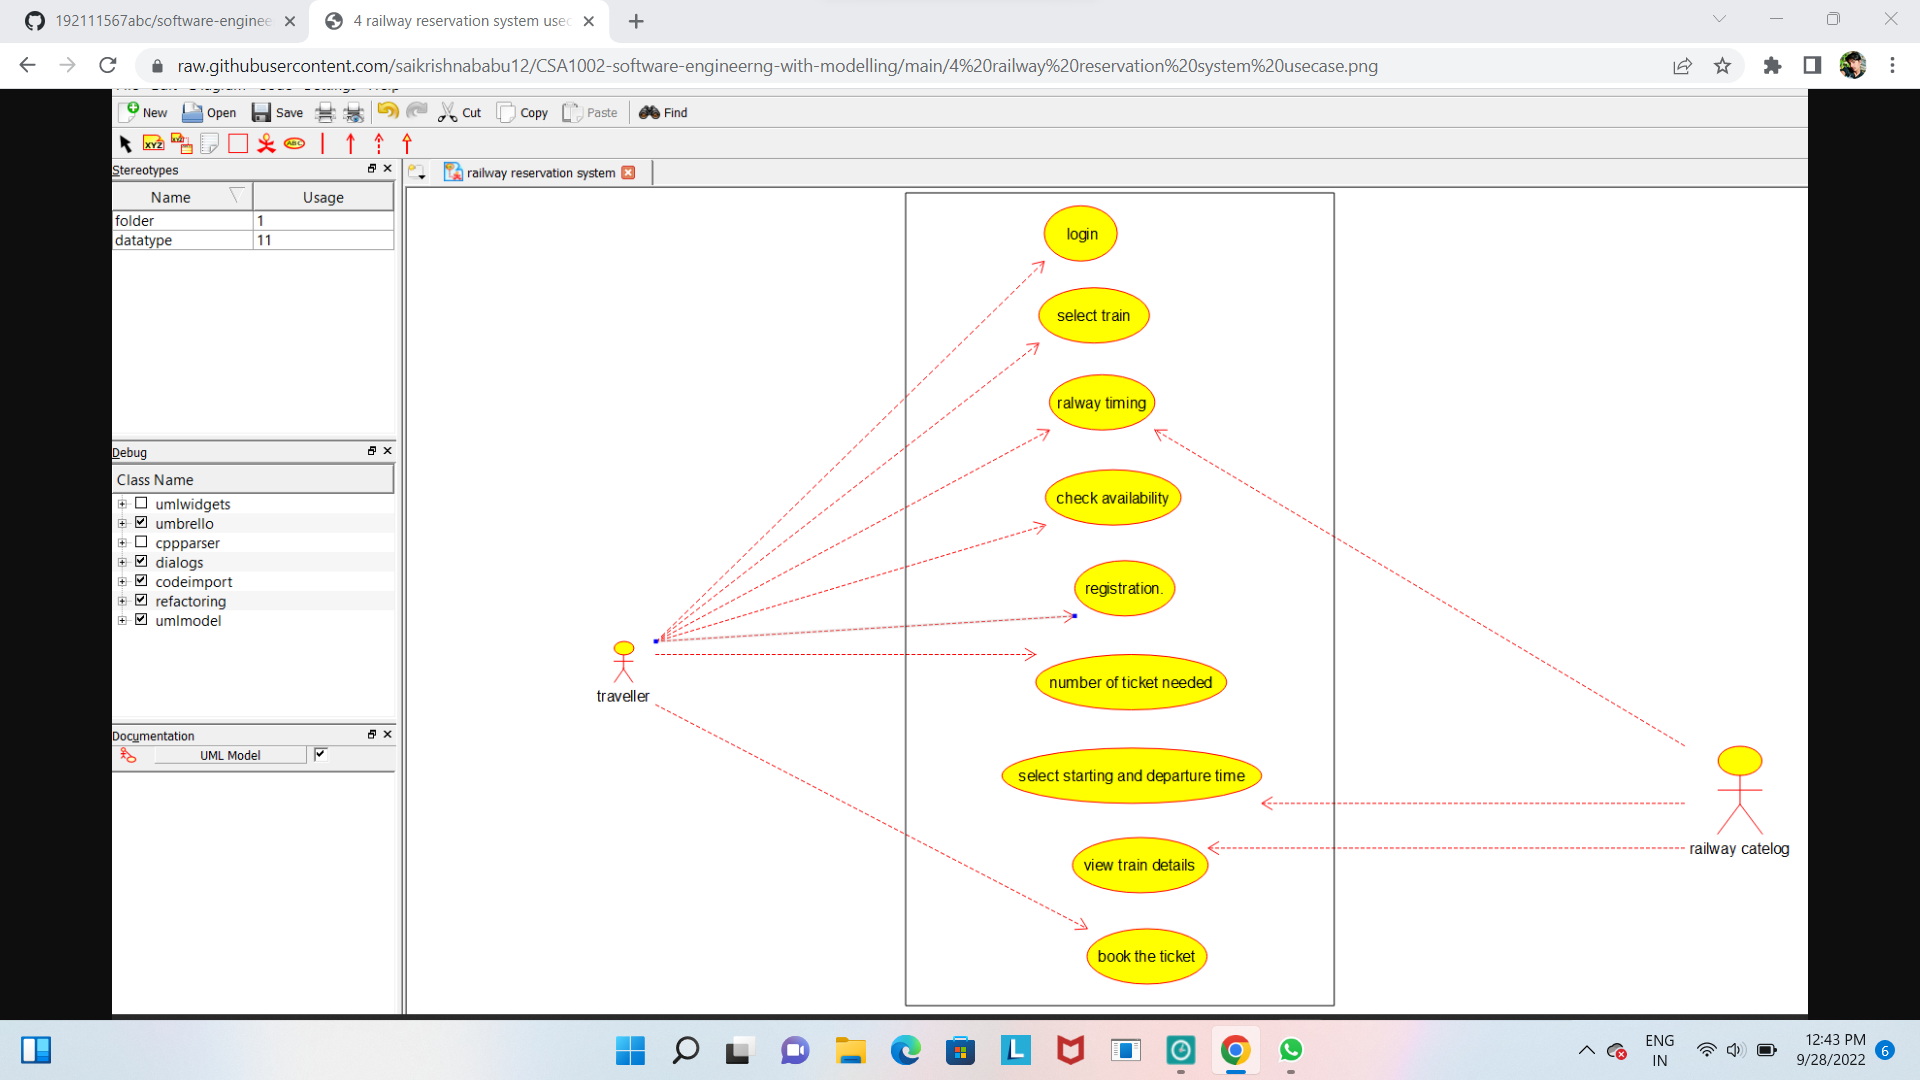 192111567abc/software-enginee
4 railway reservation system usec
raw.githubusercontent.com/saikrishnababu12/CSA1002-software-engineerng-with-modelling/main/4%20railway%20reservation%20system%20usecase.png
New Open Save Cut Copy Paste Find
XYZ
ABC
Stereotypes
railway reservation system
Name Usage
folder 1
datatype 11
Debug
Class Name
umlwidgets
umbrello
cppparser
dialogs
codeimport
refactoring
umlmodel
Documentation
UML Model
login
select train
ralway timing
check availability
registration.
number of ticket needed
select starting and departure time
view train details
book the ticket
traveller
railway catelog
ENG
IN
12:43 PM
9/28/2022
6